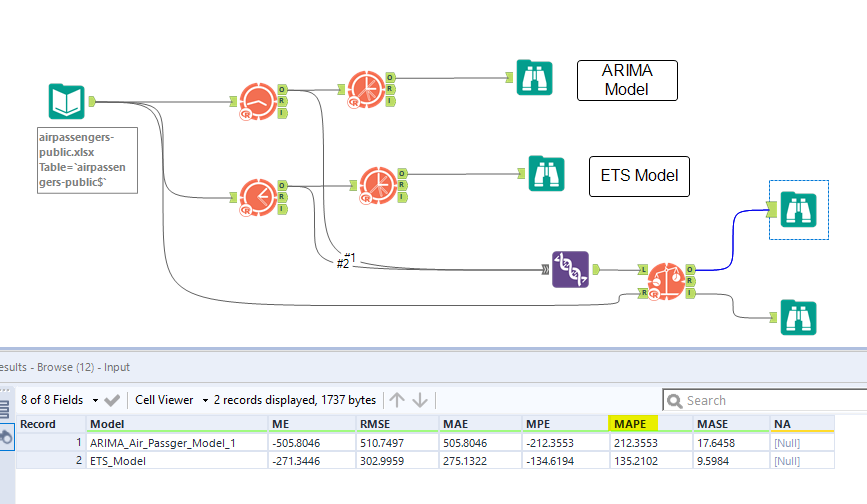 ARIMA
Model
airpassengers-
public.xlsx
Table=`airpassen
gers-public$`
ETS Model
O
R
I
O
R
I
O
R
I
O
R
I
#1
#2
L
R
O
R
I
esults - Browse (12) - Input
8 of 8 Fields Cell Viewer 2 records displayed, 1737 bytes Search
Record Model ME RMSE MAE MPE MAPE MASE NA
1 ARIMA_Air_Passger_Model_1 -505.8046 510.7497 505.8046 -212.3553 212.3553 17.6458 [Null]
2 ETS_Model -271.3446 302.9959 275.1322 -134.6194 135.2102 9.5984 [Null]